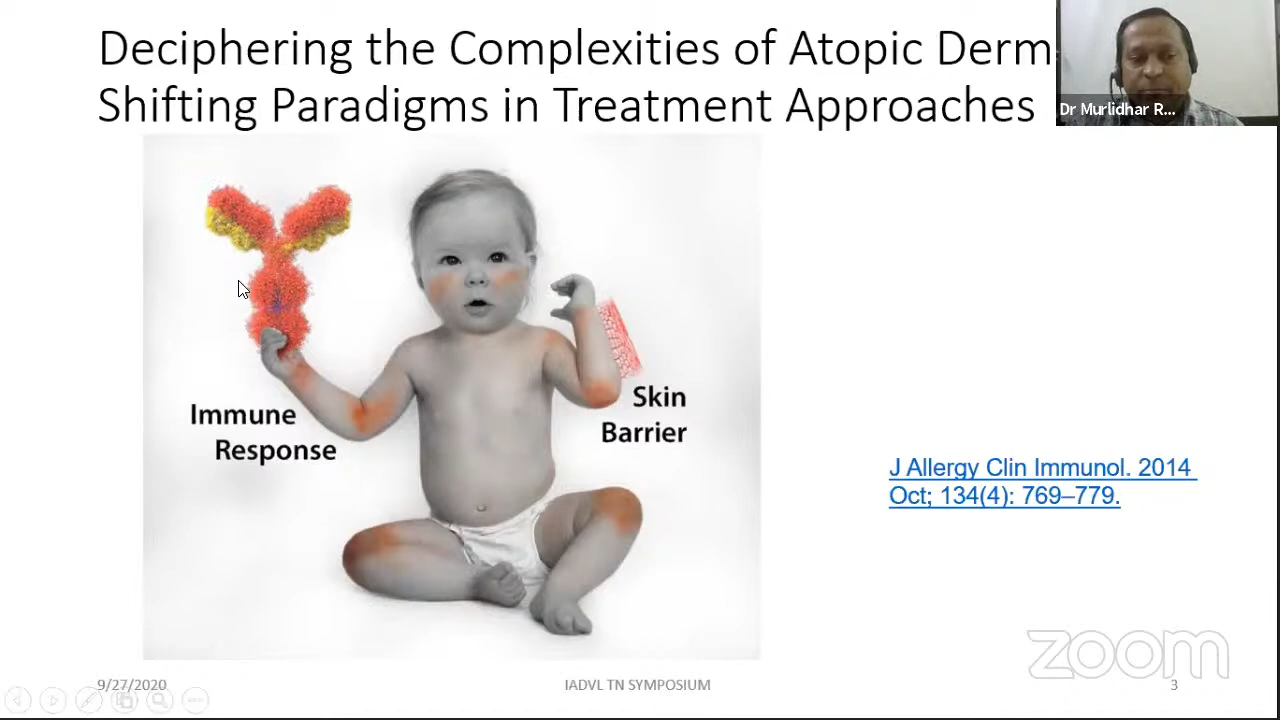 Deciphering the Complexities of Atopic Derm
Shifting Paradigms in Treatment Approaches
Dr Murlidhar R...
Immune
Response
Skin
Barrier
J Allergy Clin Immunol. 2014
Oct; 134(4): 769–779.
zoom
9/27/2020
IADVL TN SYMPOSIUM
3